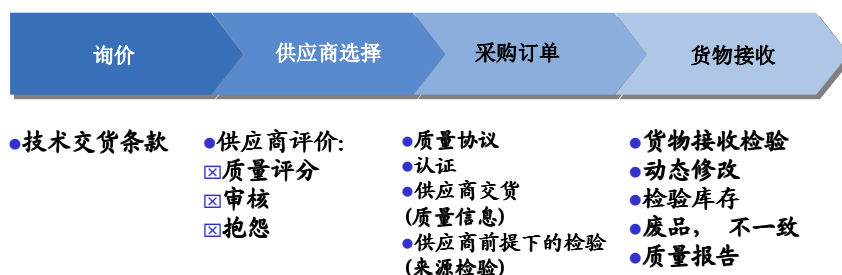 询价
供应商选择
采购订单
货物接收
●技术交货条款
●供应商评价:
☒质量评分
☒审核
☒抱怨
●质量协议
●认证
●供应商交货
(质量信息)
●供应商前提下的检验
(来源检验)
●货物接收检验
●动态修改
●检验库存
●废品, 不一致
●质量报告